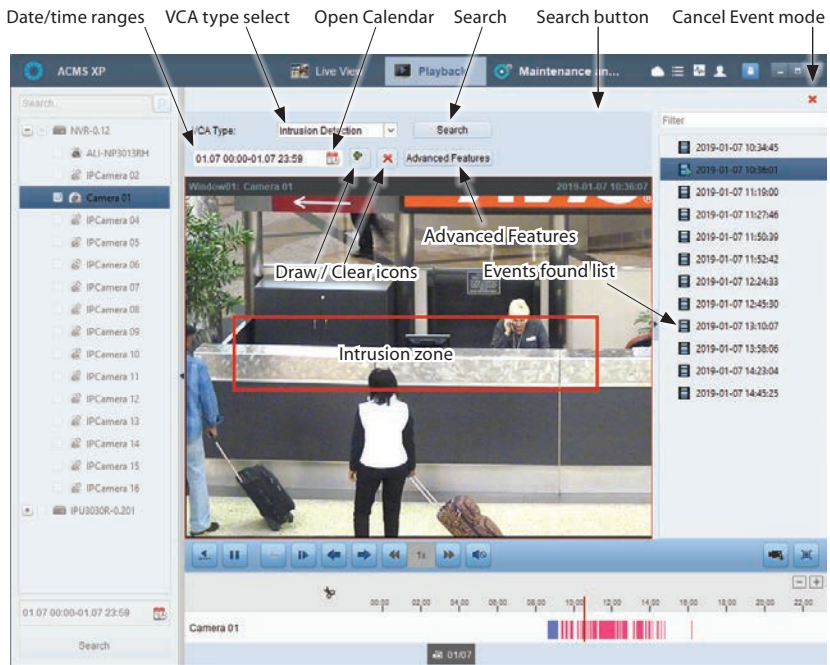 Date/time ranges VCA type select Open Calendar Search Search button Cancel Event mode
ACMS XP Live View Playback Maintenance an...
Search...
NVR-0.12
ALI-NP3013RH
IPCamera 02
Camera 01
IPCamera 04
IPCamera 05
IPCamera 06
IPCamera 07
IPCamera 08
IPCamera 09
IPCamera 10
IPCamera 11
IPCamera 12
IPCamera 13
IPCamera 14
IPCamera 15
IPCamera 16
IPU3030R-0.201
01.07 00:00-01.07 23:59
Search
VCA Type: Intrusion Detection Search
01.07 00:00-01.07 23:59 Advanced Features
Window01: Camera 01 2019-01-07 10:36:07
Advanced Features
Draw / Clear icons
Events found list
Intrusion zone
Filter
2019-01-07 10:34:45
2019-01-07 10:36:01
2019-01-07 11:19:00
2019-01-07 11:27:46
2019-01-07 11:50:39
2019-01-07 11:52:42
2019-01-07 12:24:33
2019-01-07 12:45:30
2019-01-07 13:10:07
2019-01-07 13:58:06
2019-01-07 14:23:04
2019-01-07 14:45:25
1x
00:00 02:00 04:00 06:00 08:00 10:00 12:00 14:00 16:00 18:00 20:00 22:00
Camera 01
01/07